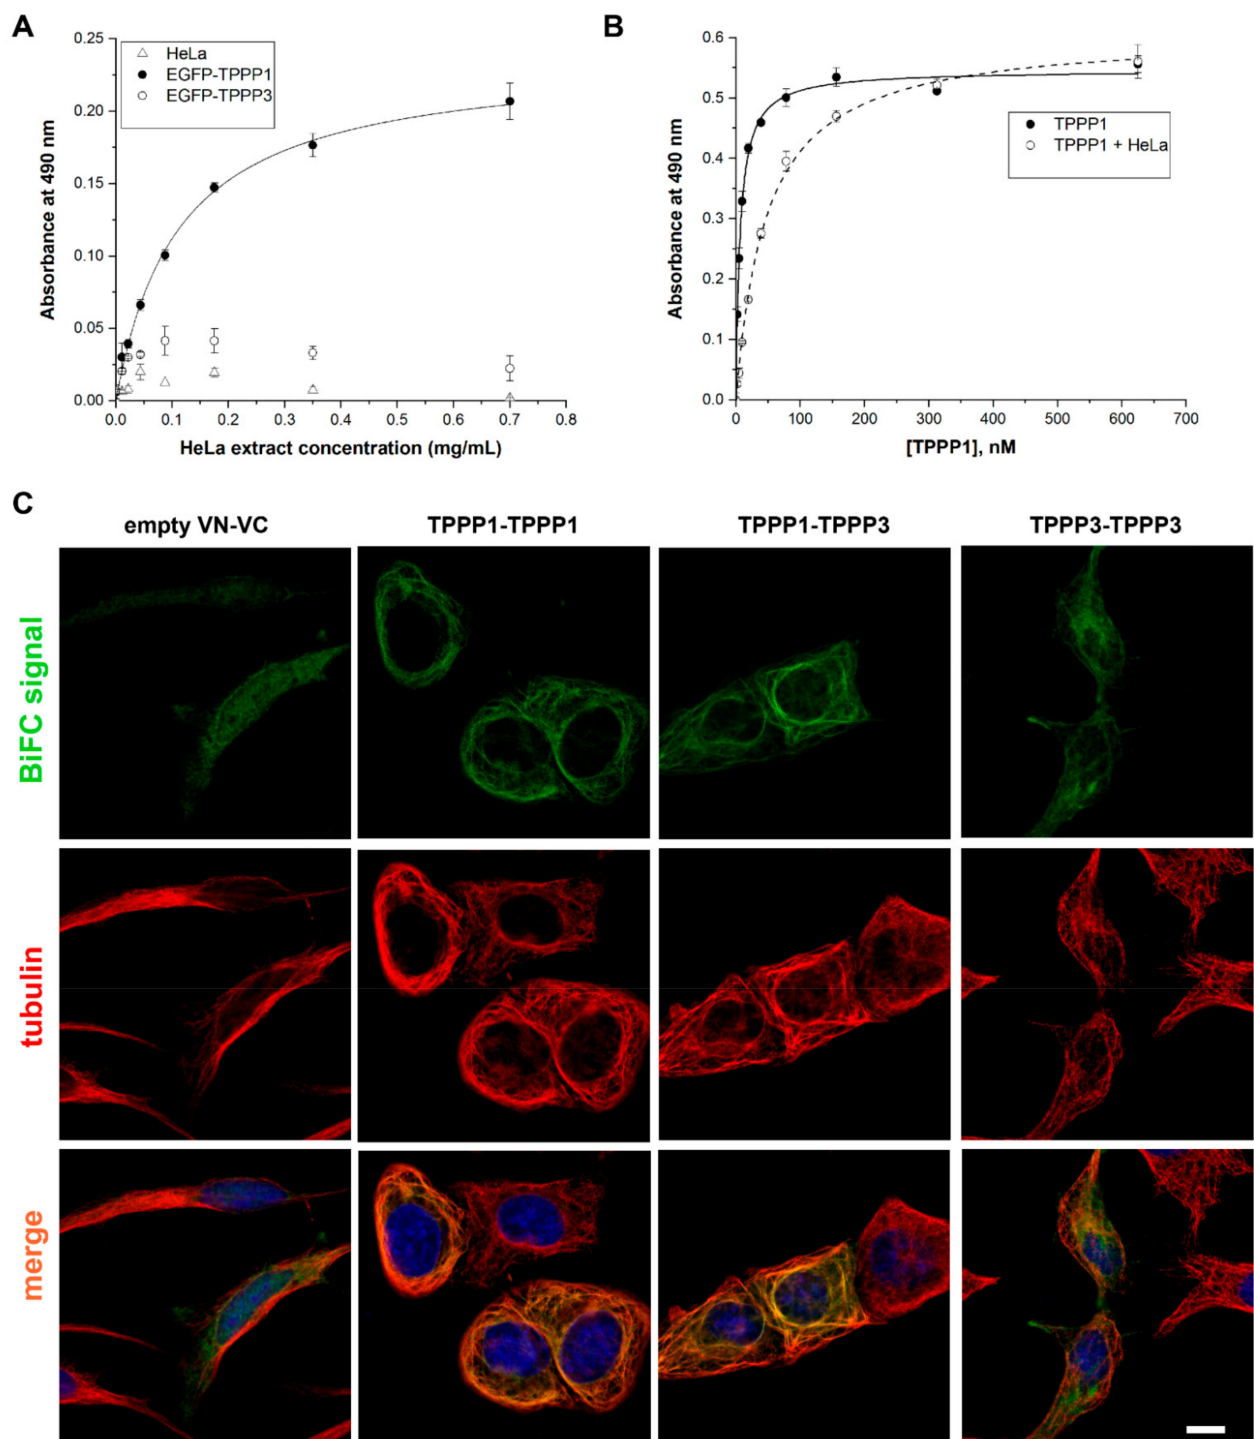 A
0.25
0.20
0.15
0.10
0.05
0.00
Absorbance at 490 nm
HeLa
EGFP-TPPP1
EGFP-TPPP3
0.0 0.1 0.2 0.3 0.4 0.5 0.6 0.7 0.8
HeLa extract concentration (mg/mL)
B
0.6
0.5
0.4
0.3
0.2
0.1
0.0
Absorbance at 490 nm
TPPP1
TPPP1 + HeLa
0 100 200 300 400 500 600 700
[TPPP1], nM
C
empty VN-VC TPPP1-TPPP1 TPPP1-TPPP3 TPPP3-TPPP3
BiFC signal
tubulin
merge